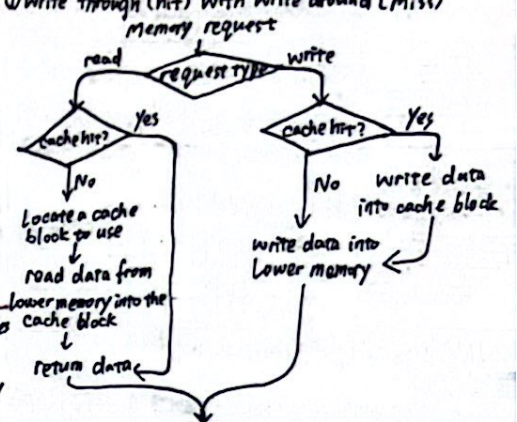 ① Write through (hit) with write around (miss)
Memory request
request type
read
write
cache hit?
Yes
No
Locate a cache
block to use
read data from
Lower memory into the
cache block
return data
cache hit?
Yes
write data
into cache block
No
write data into
Lower memory